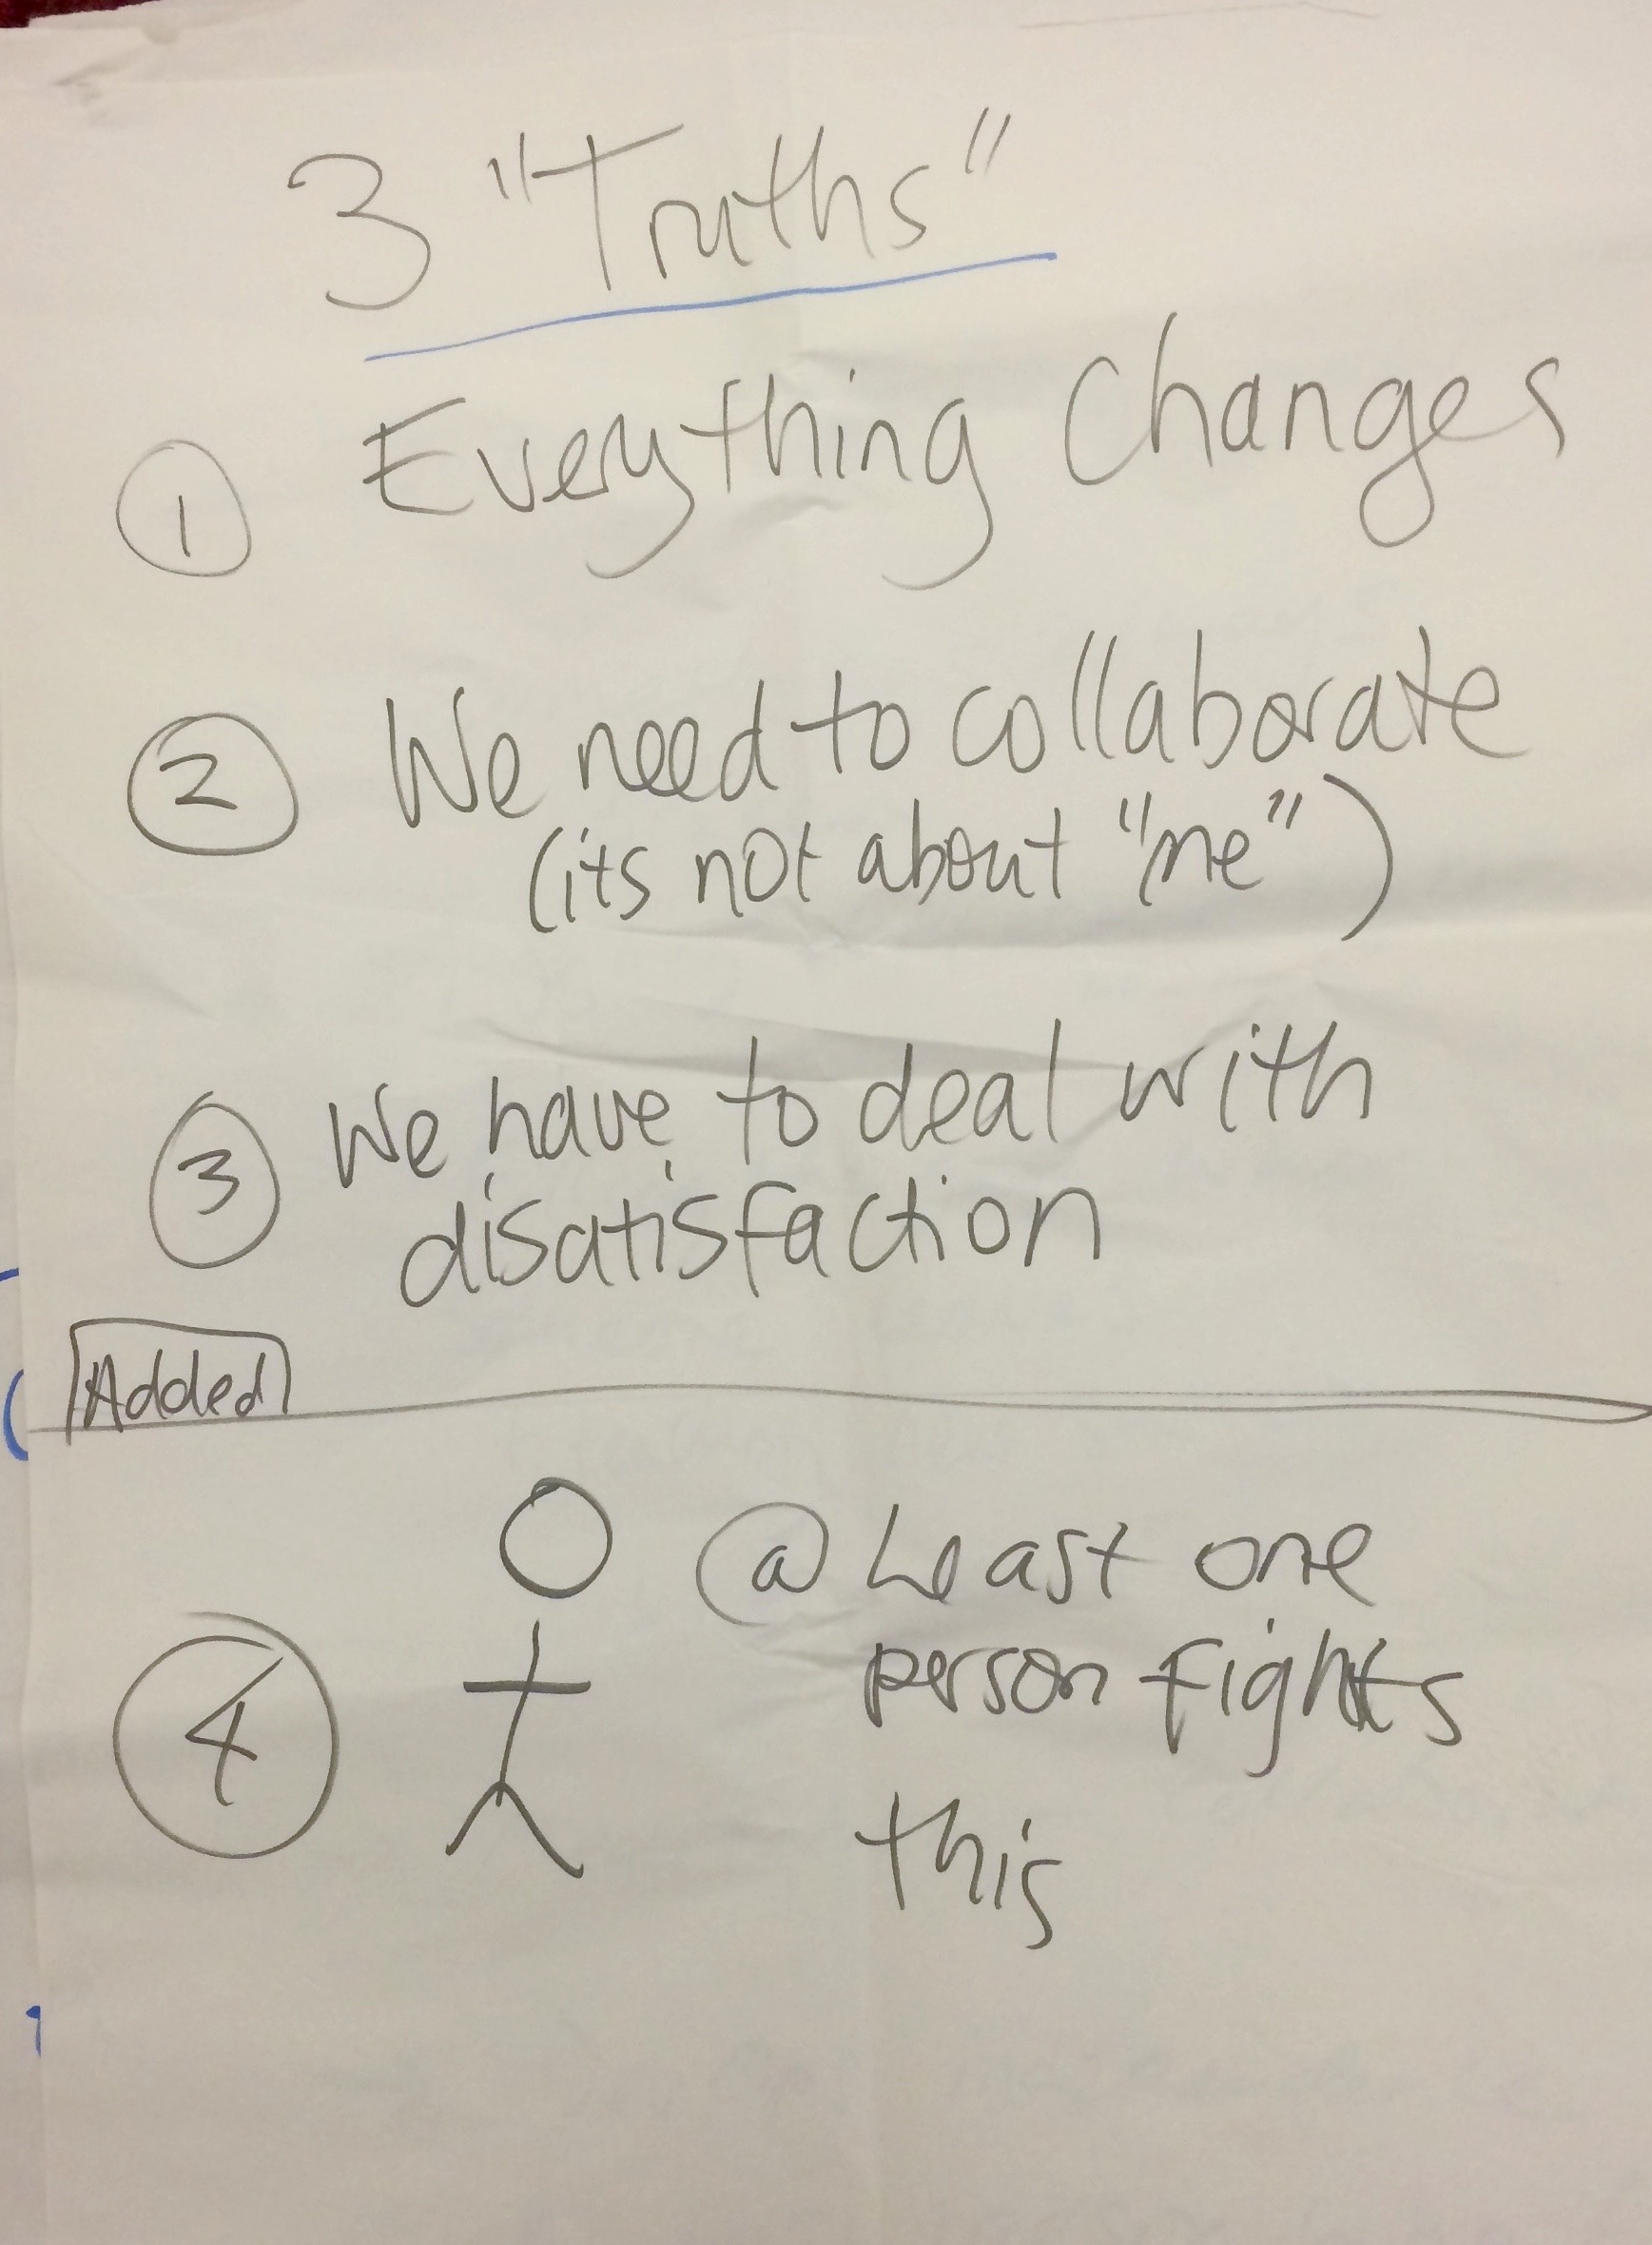 3 "Truths"
① Everything Changes
② We need to collaborate
(its not about "me")
③ We have to deal with
disatisfaction
Added
④ @ Least one
person fights
this